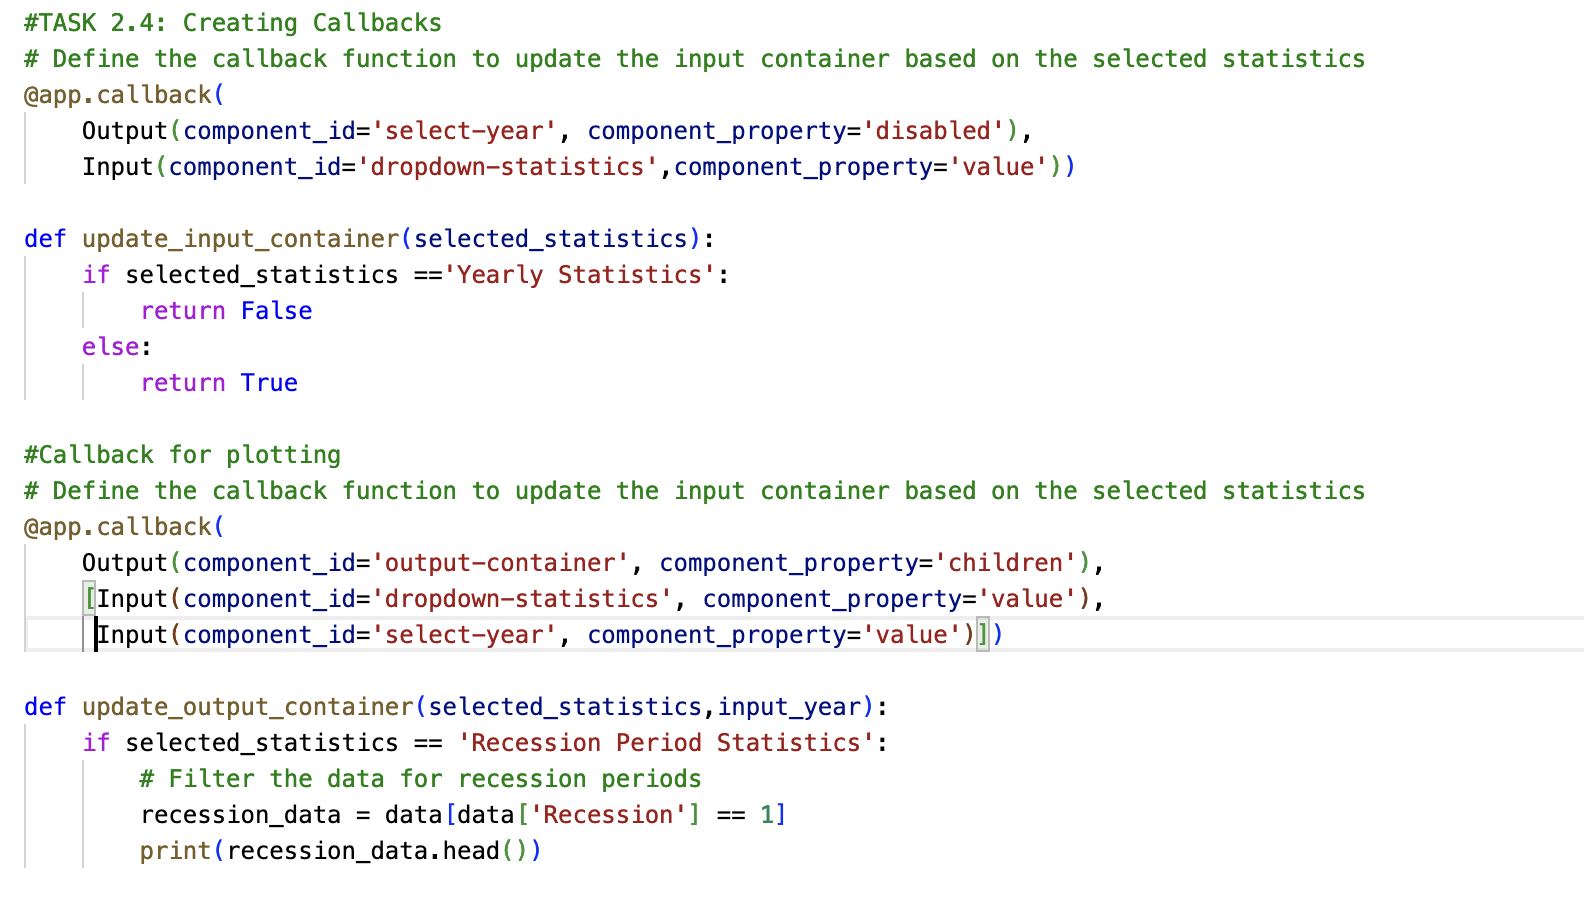 #TASK 2.4: Creating Callbacks
# Define the callback function to update the input container based on the selected statistics
@app.callback(
    Output(component_id='select-year', component_property='disabled'),
    Input(component_id='dropdown-statistics',component_property='value'))

def update_input_container(selected_statistics):
    if selected_statistics =='Yearly Statistics':
        return False
    else:
        return True

#Callback for plotting
# Define the callback function to update the input container based on the selected statistics
@app.callback(
    Output(component_id='output-container', component_property='children'),
    [Input(component_id='dropdown-statistics', component_property='value'),
     Input(component_id='select-year', component_property='value')])

def update_output_container(selected_statistics,input_year):
    if selected_statistics == 'Recession Period Statistics':
        # Filter the data for recession periods
        recession_data = data[data['Recession'] == 1]
        print(recession_data.head())